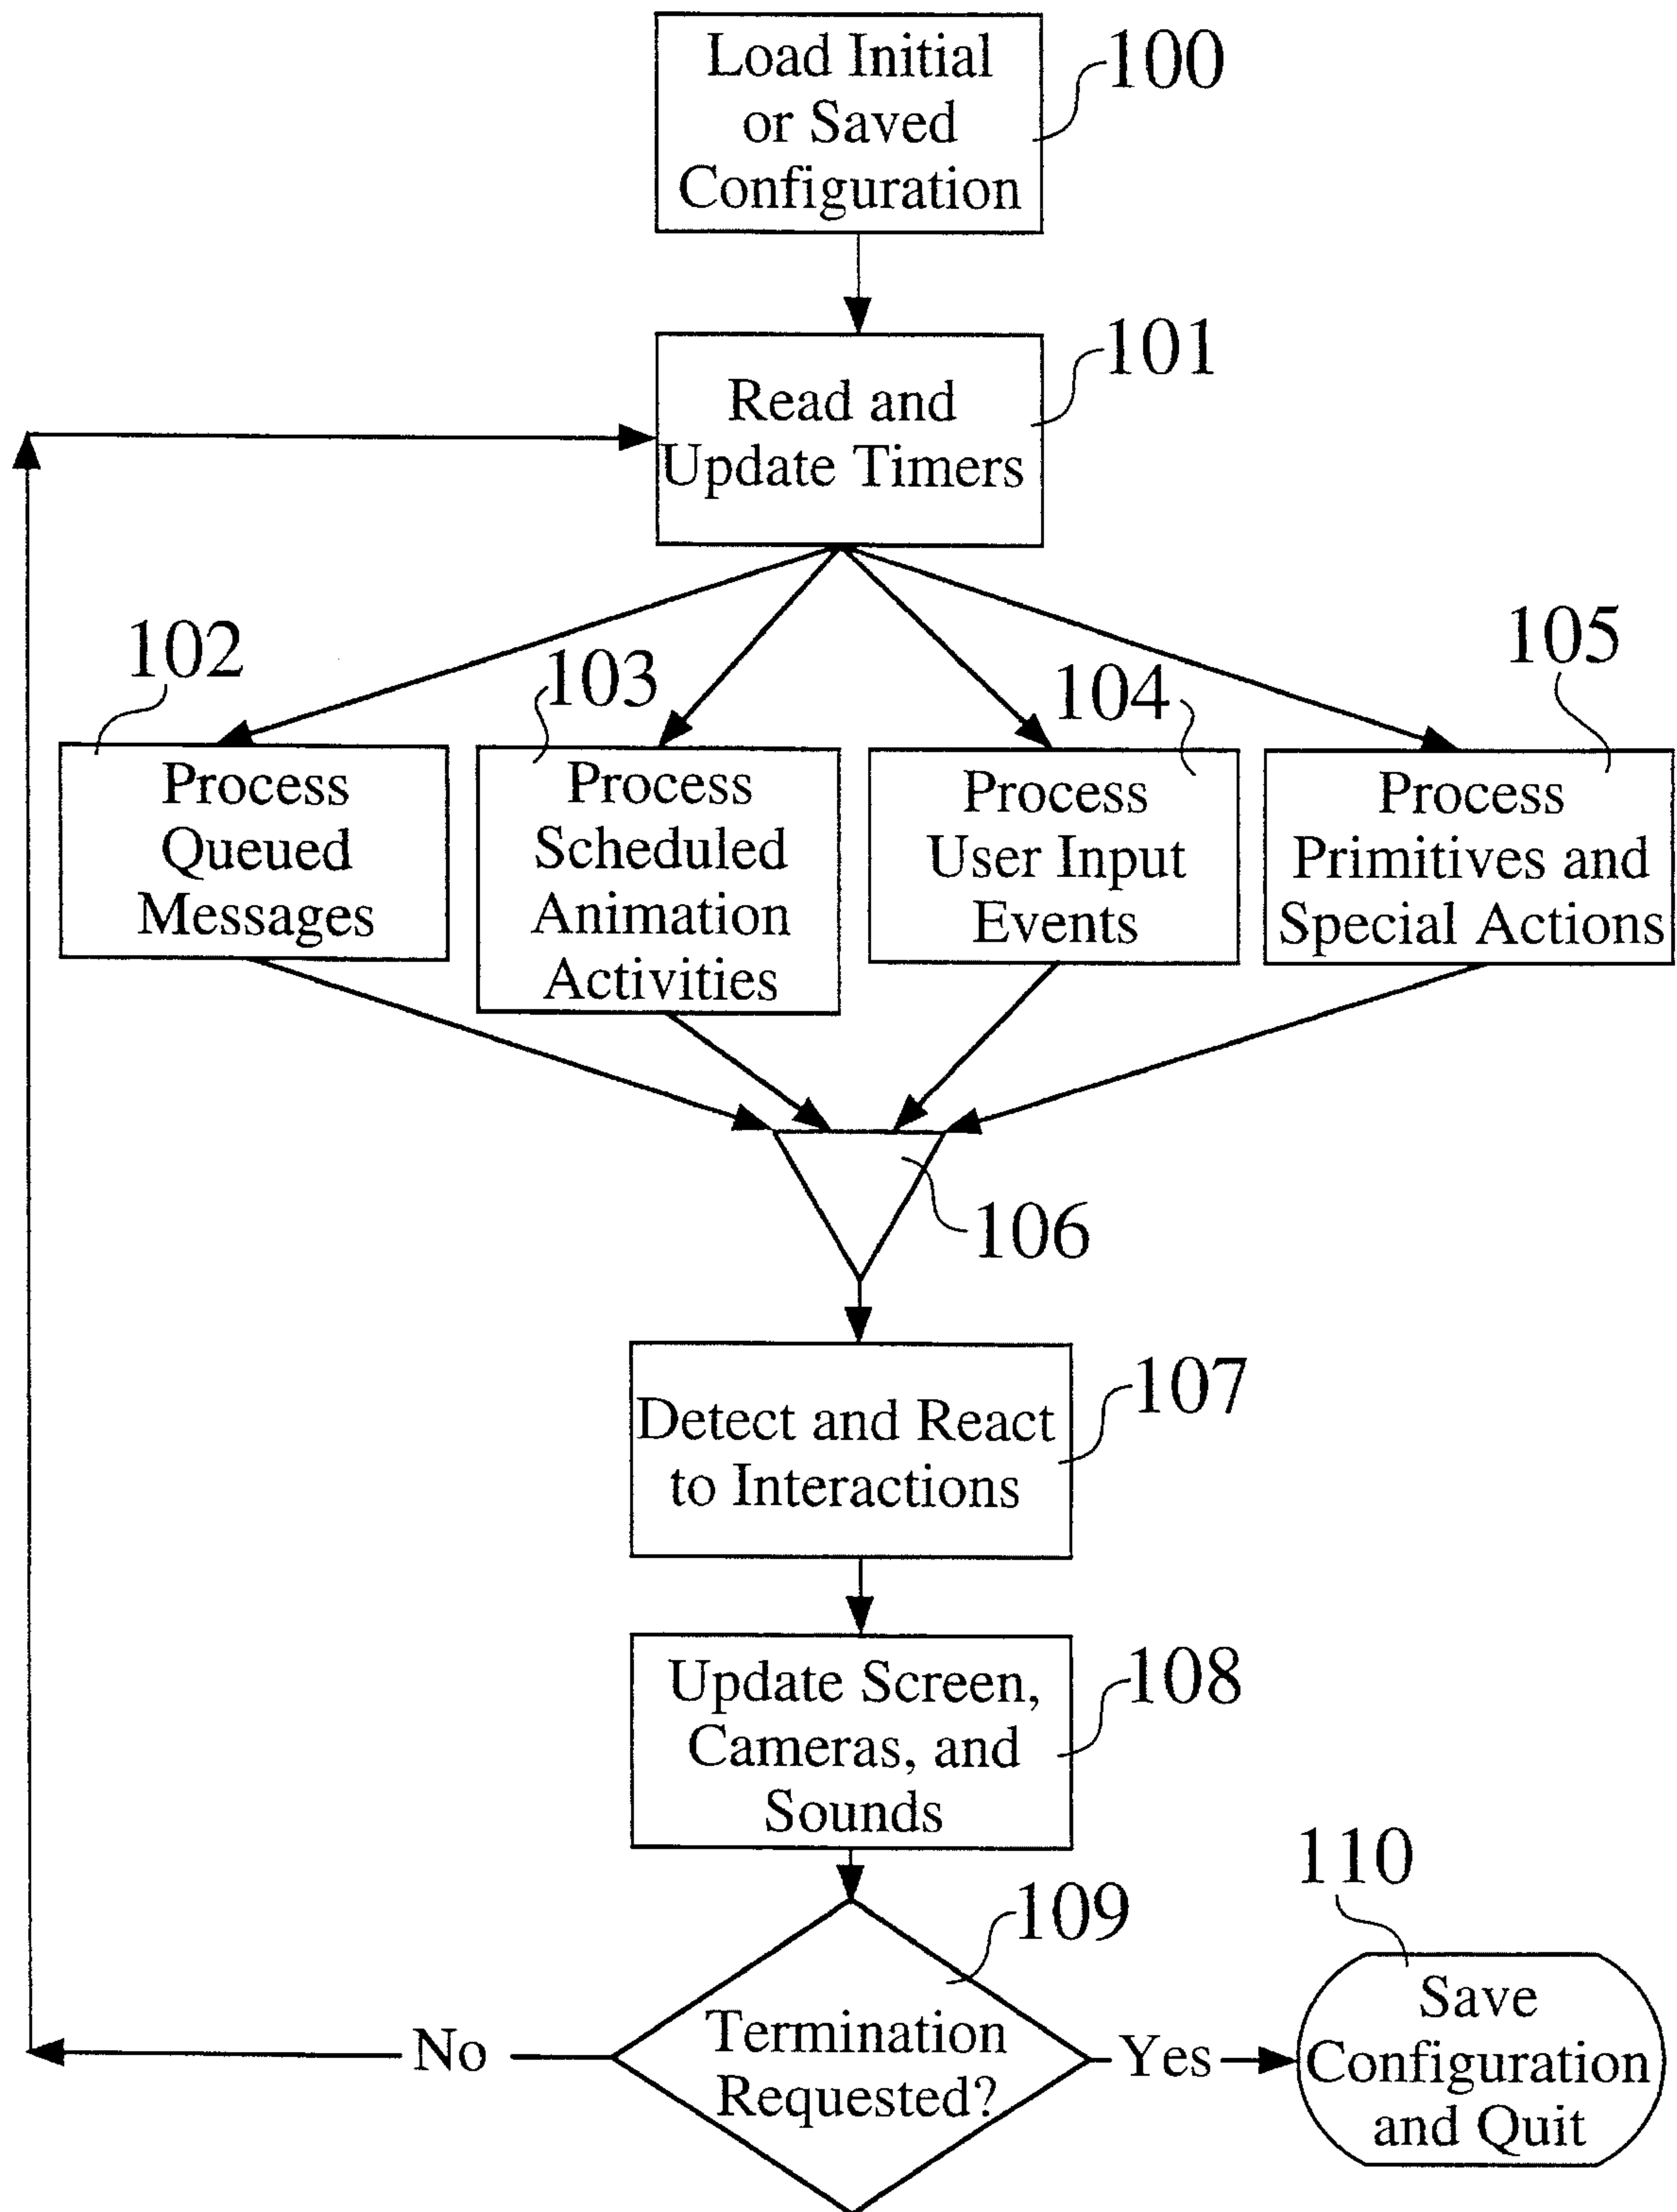 Load Initial
or Saved
Configuration
100
Read and
Update Timers
101
102
Process
Queued
Messages
103
Process
Scheduled
Animation
Activities
104
Process
User Input
Events
105
Process
Primitives and
Special Actions
106
Detect and React
to Interactions
107
Update Screen,
Cameras, and
Sounds
108
109
Termination
Requested?
No
Yes
110
Save
Configuration
and Quit